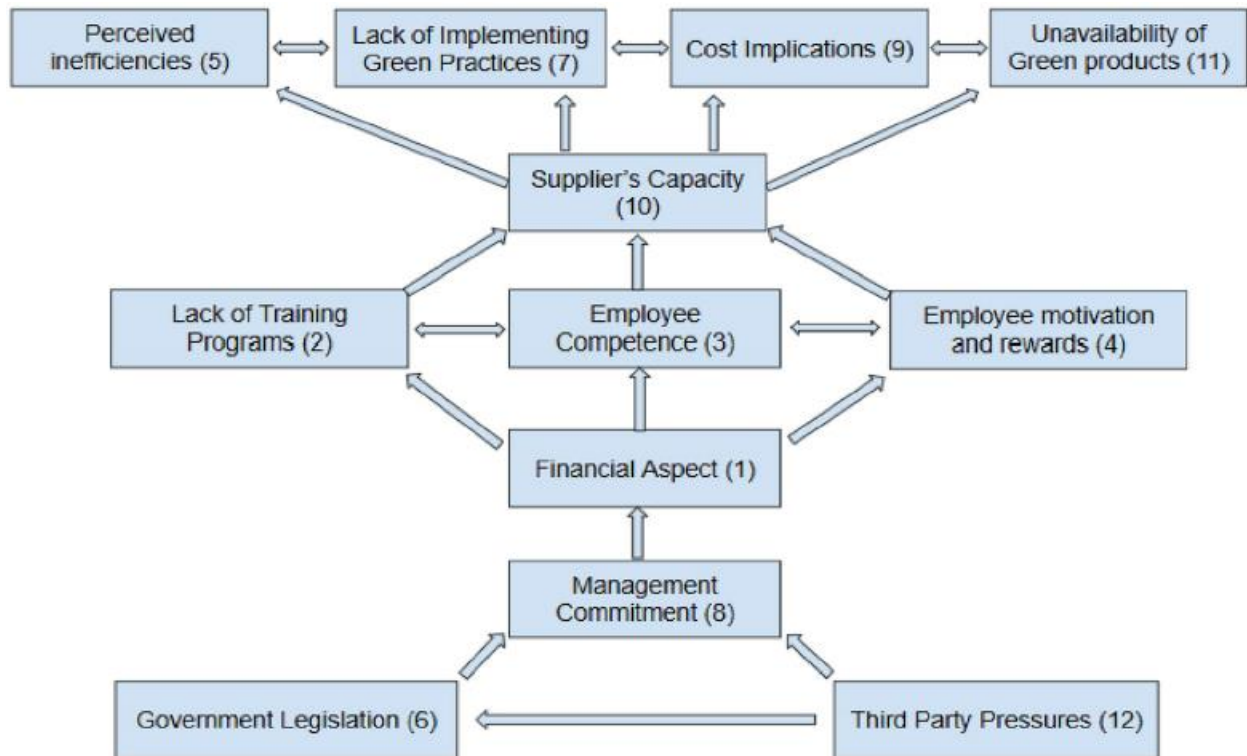 Perceived
inefficiencies (5)
Lack of Implementing
Green Practices (7)
Cost Implications (9)
Unavailability of
Green products (11)
Supplier's Capacity
(10)
Lack of Training
Programs (2)
Employee
Competence (3)
Employee motivation
and rewards (4)
Financial Aspect (1)
Management
Commitment (8)
Government Legislation (6)
Third Party Pressures (12)